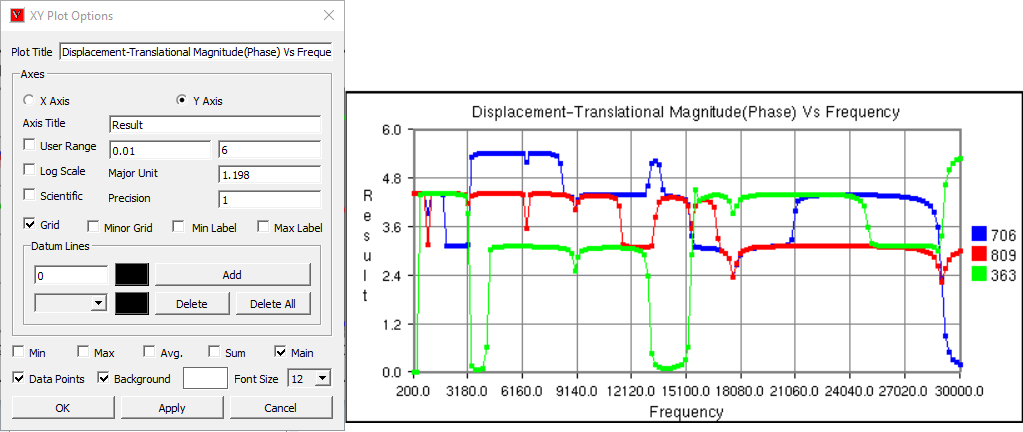 XY Plot Options
Plot Title Displacement-Translational Magnitude(Phase) Vs Freque
Axes
X Axis Y Axis
Axis Title Result
User Range 0.01 6
Log Scale Major Unit 1.198
Scientific Precision 1
Grid Minor Grid Min Label Max Label
Datum Lines
0 Add
Delete Delete All
Min Max Avg. Sum Main
Data Points Background Font Size 12
OK Apply Cancel
Displacement-Translational Magnitude(Phase) Vs Frequency
6.0
4.8
3.6
2.4
1.2
0.0
Result
200.0 3180.0 6160.0 9140.0 12120.0 15100.0 18080.0 21060.0 24040.0 27020.0 30000.0
Frequency
706
809
363